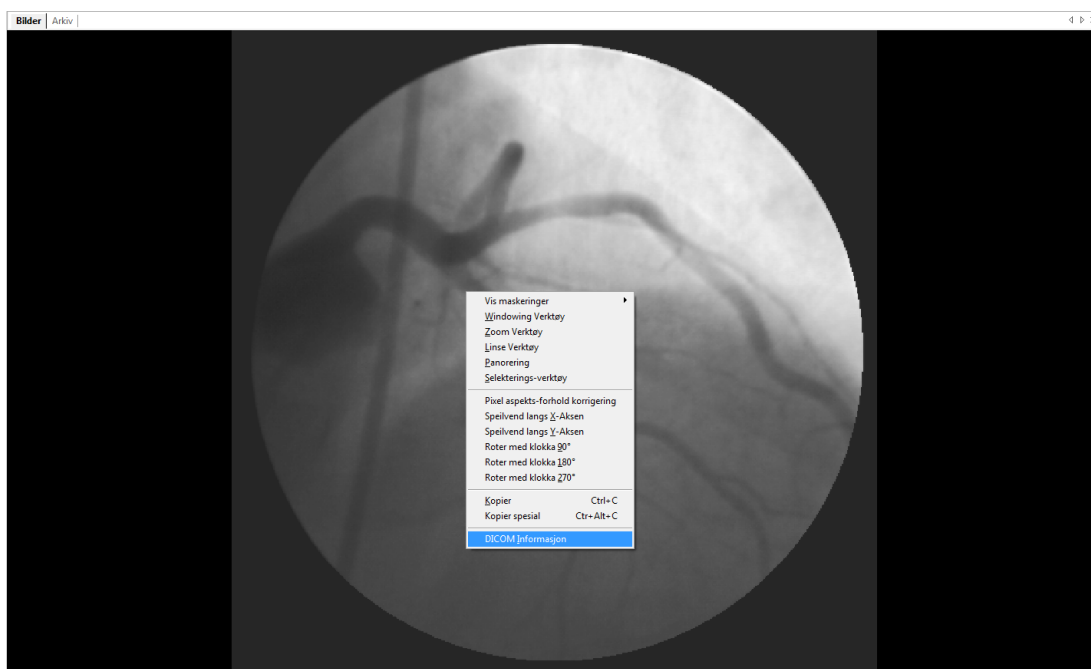 Bilder Arkiv
Vis maskeringer
Windowing Verktøy
Zoom Verktøy
Linse Verktøy
Panorering
Selekterings-verktøy
Pixel aspekts-forhold korrigering
Speilvend langs X-Aksen
Speilvend langs Y-Aksen
Roter med klokka 90°
Roter med klokka 180°
Roter med klokka 270°
Kopier Ctrl+C
Kopier spesial Ctr+Alt+C
DICOM Informasjon